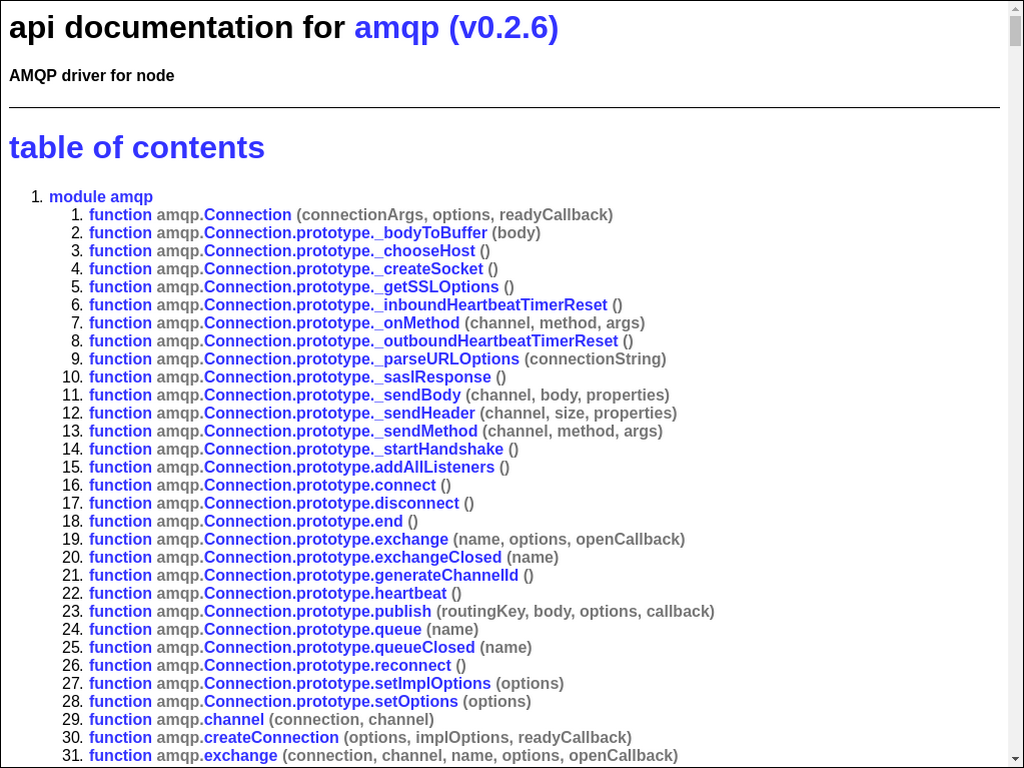 api documentation for amqp (v0.2.6)
AMQP driver for node
table of contents
1. module amqp
1. function amqp.Connection (connectionArgs, options, readyCallback)
2. function amqp.Connection.prototype._bodyToBuffer (body)
3. function amqp.Connection.prototype._chooseHost ()
4. function amqp.Connection.prototype._createSocket ()
5. function amqp.Connection.prototype._getSSLOptions ()
6. function amqp.Connection.prototype._inboundHeartbeatTimerReset ()
7. function amqp.Connection.prototype._onMethod (channel, method, args)
8. function amqp.Connection.prototype._outboundHeartbeatTimerReset ()
9. function amqp.Connection.prototype._parseURLOptions (connectionString)
10. function amqp.Connection.prototype._saslResponse ()
11. function amqp.Connection.prototype._sendBody (channel, body, properties)
12. function amqp.Connection.prototype._sendHeader (channel, size, properties)
13. function amqp.Connection.prototype._sendMethod (channel, method, args)
14. function amqp.Connection.prototype._startHandshake ()
15. function amqp.Connection.prototype.addAllListeners ()
16. function amqp.Connection.prototype.connect ()
17. function amqp.Connection.prototype.disconnect ()
18. function amqp.Connection.prototype.end ()
19. function amqp.Connection.prototype.exchange (name, options, openCallback)
20. function amqp.Connection.prototype.exchangeClosed (name)
21. function amqp.Connection.prototype.generateChannelId ()
22. function amqp.Connection.prototype.heartbeat ()
23. function amqp.Connection.prototype.publish (routingKey, body, options, callback)
24. function amqp.Connection.prototype.queue (name)
25. function amqp.Connection.prototype.queueClosed (name)
26. function amqp.Connection.prototype.reconnect ()
27. function amqp.Connection.prototype.setImplOptions (options)
28. function amqp.Connection.prototype.setOptions (options)
29. function amqp.channel (connection, channel)
30. function amqp.createConnection (options, implOptions, readyCallback)
31. function amqp.exchange (connection, channel, name, options, openCallback)